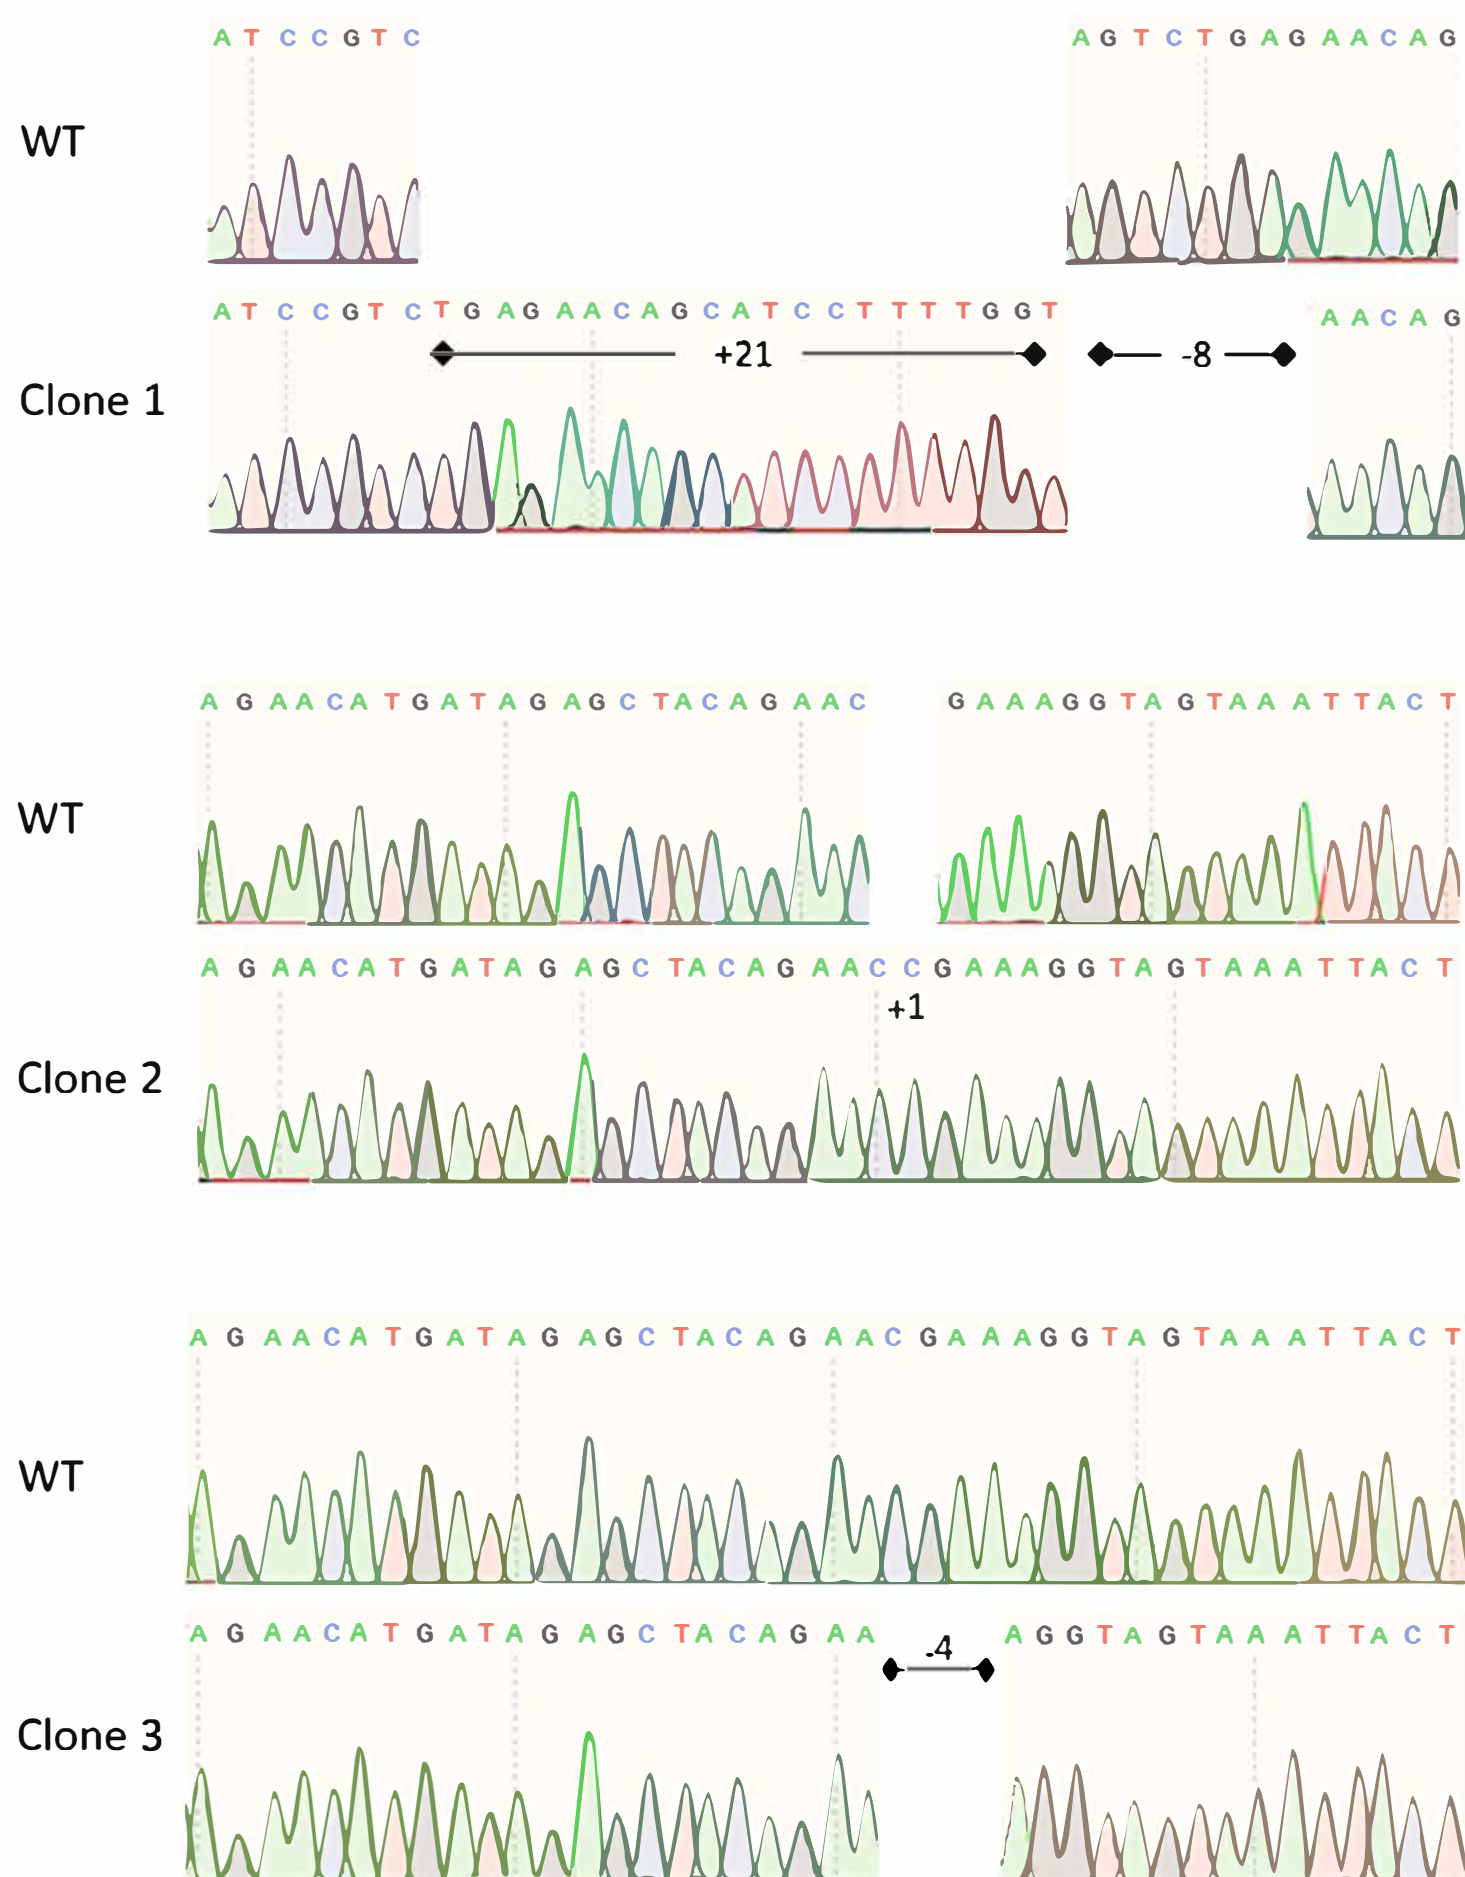 A T C C G T C A G T C T G A G A A C A G
WT
A T C C G T C T G A G A A C A G C A T C C T T T T G G T A A C A G
+21 -8
Clone 1
A G A A C A T G A T A G A G C T A C A G A A C G A A A G G T A G T A A A T T A C T
WT
A G A A C A T G A T A G A G C T A C A G A A C C G A A A G G T A G T A A A T T A C T
+1
Clone 2
A G A A C A T G A T A G A G C T A C A G A A C G A A A G G T A G T A A A T T A C T
WT
A G A A C A T G A T A G A G C T A C A G A A A G G T A G T A A A T T A C T
-4
Clone 3